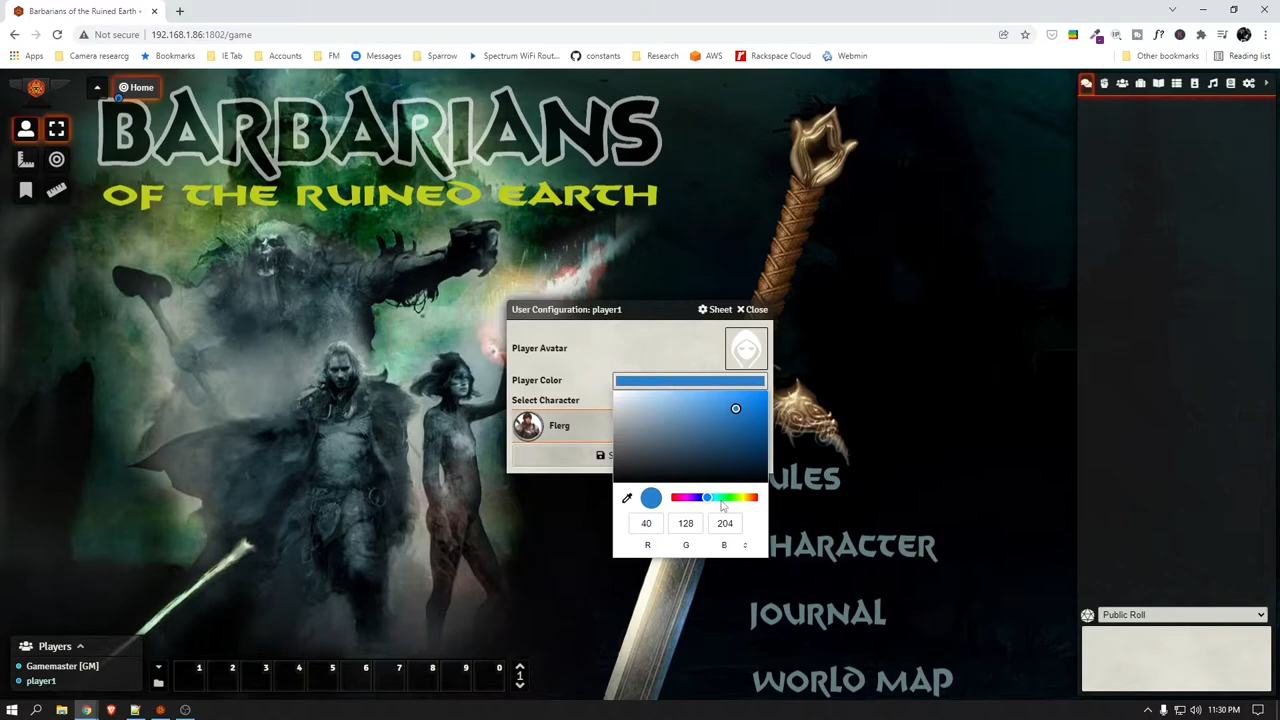 Barbarians of the Ruined Earth
Not secure
192.168.1.86:1802/game
Apps
Camera researcg
Bookmarks
IE Tab
Accounts
FM
Messages
Sparrow
Spectrum WiFi Rout...
constants
Research
AWS
Rackspace Cloud
Webmin
Other bookmarks
Reading list
Home
BARBARIANS
OF THE RUINED EARTH
User Configuration: player1
Sheet
Close
Player Avatar
Player Color
Select Character
Flerg
S
40
128
204
R
G
B
ULES
HARACTER
JOURNAL
WORLD MAP
Public Roll
Players
Gamemaster [GM]
player1
1
2
3
4
5
6
7
8
9
0
1
11:30 PM